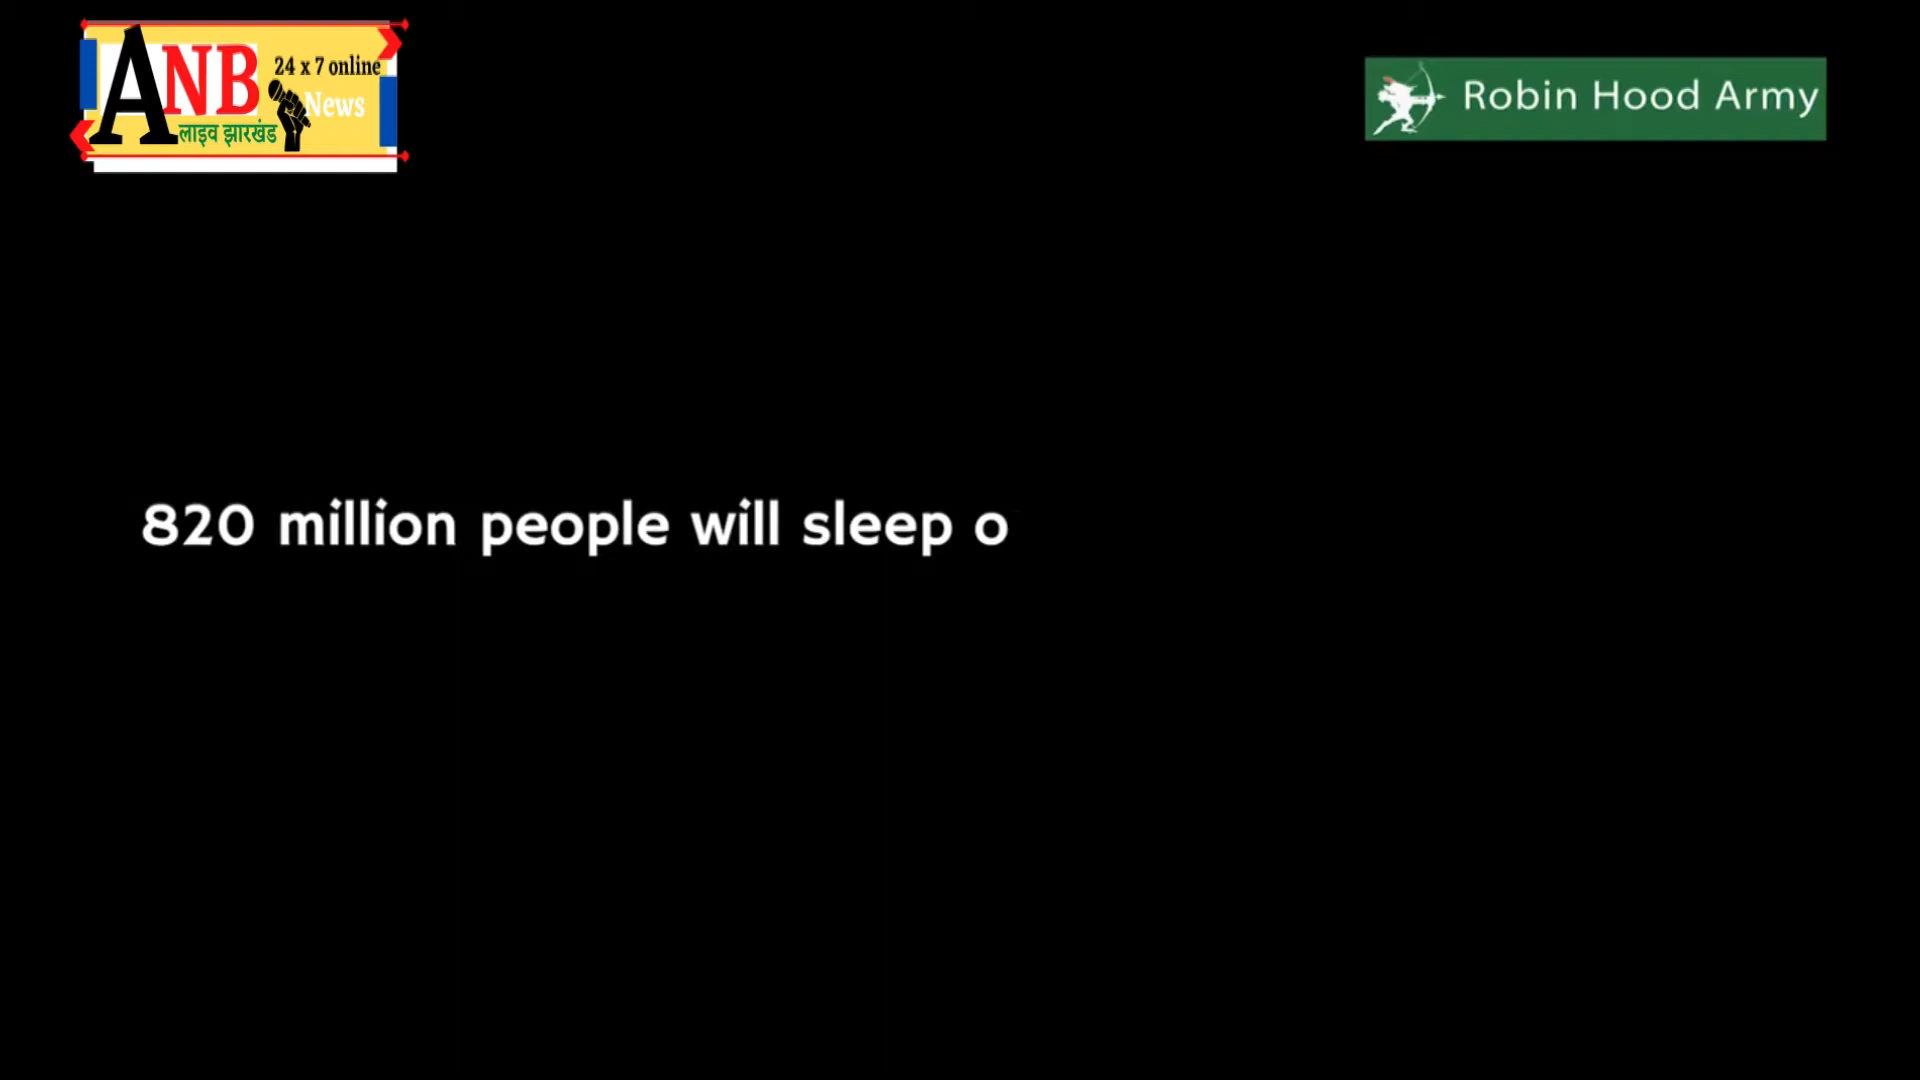 ANB
24 x 7 online
News
लाइव झारखंड
Robin Hood Army
820 million people will sleep o